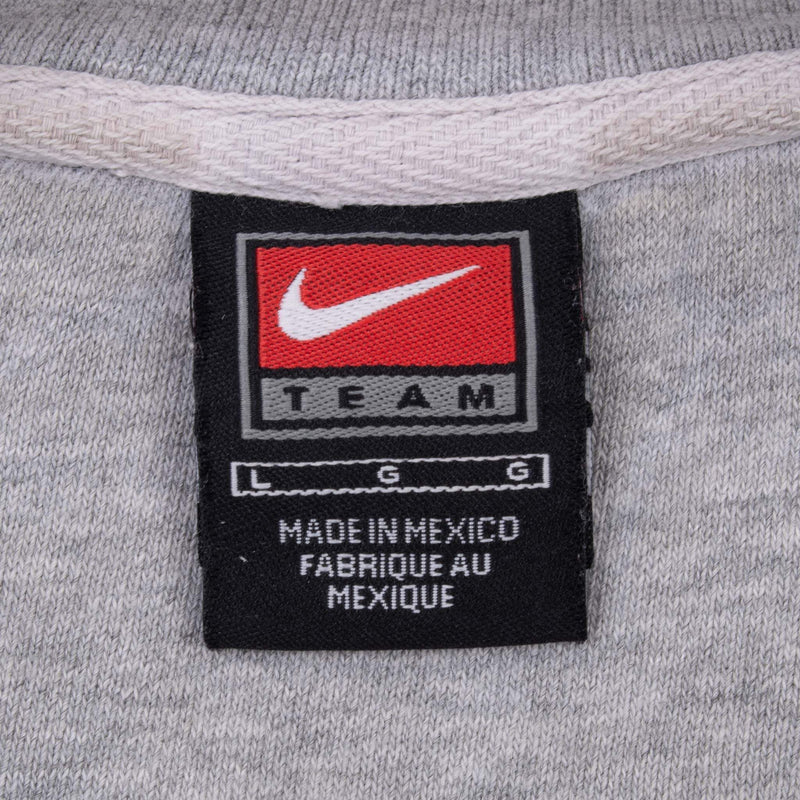 TEAM
L G G
MADE IN MEXICO
FABRIQUE AU
MEXIQUE